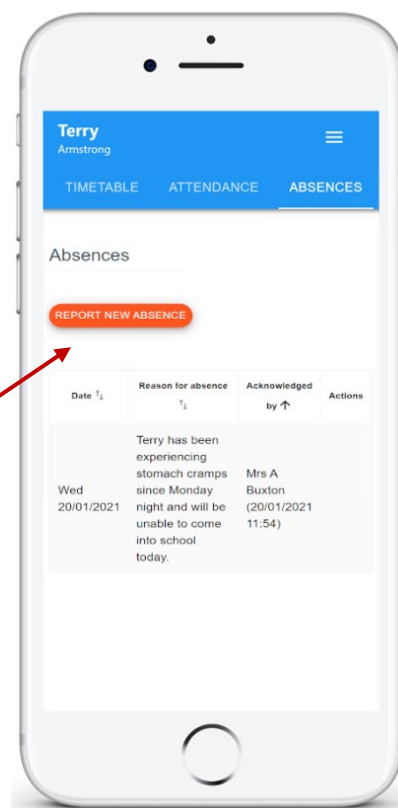 Terry
Armstrong
TIMETABLE ATTENDANCE ABSENCES
Absences
REPORT NEW ABSENCE
Date
Reason for absence
Acknowledged
by
Actions
Wed
20/01/2021
Terry has been
experiencing
stomach cramps
since Monday
night and will be
unable to come
into school
today.
Mrs A
Buxton
(20/01/2021
11:54)